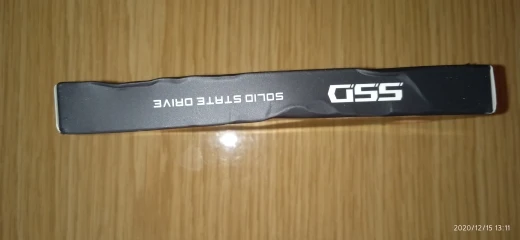 SSD
SOLID STATE DRIVE
2020/12/15 13:11